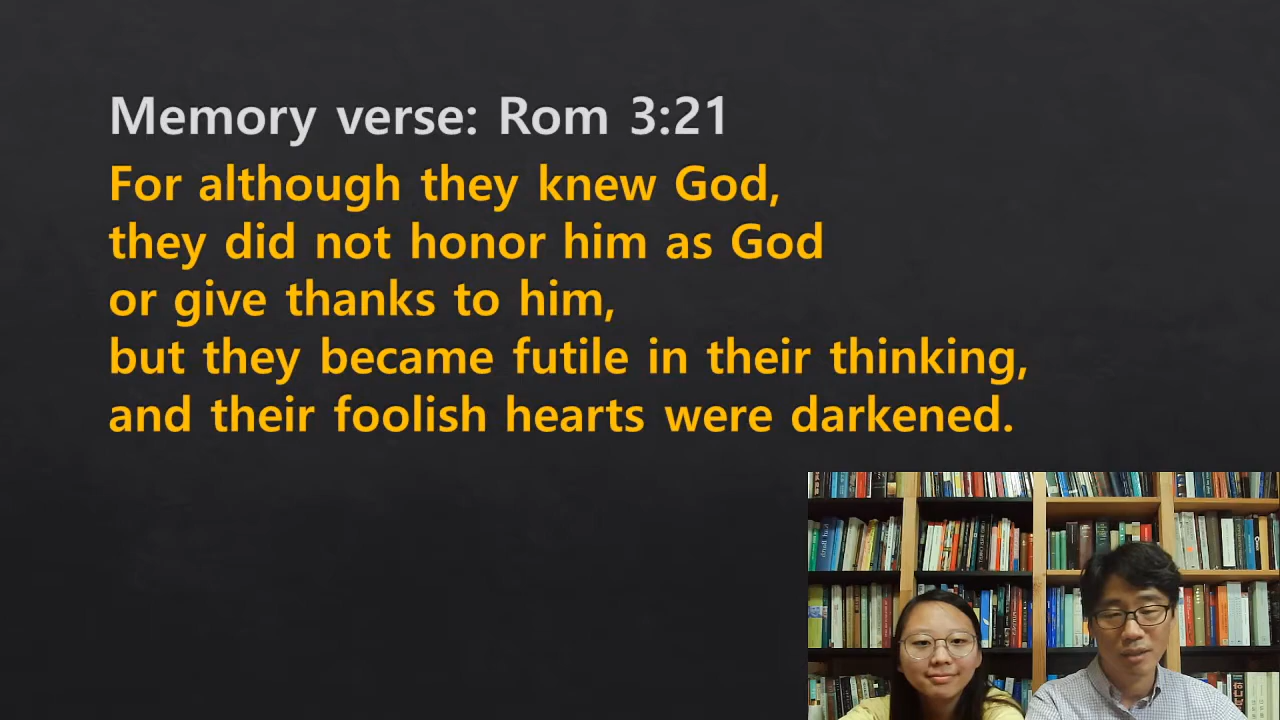 Memory verse: Rom 3:21
For although they knew God,
they did not honor him as God
or give thanks to him,
but they became futile in their thinking,
and their foolish hearts were darkened.